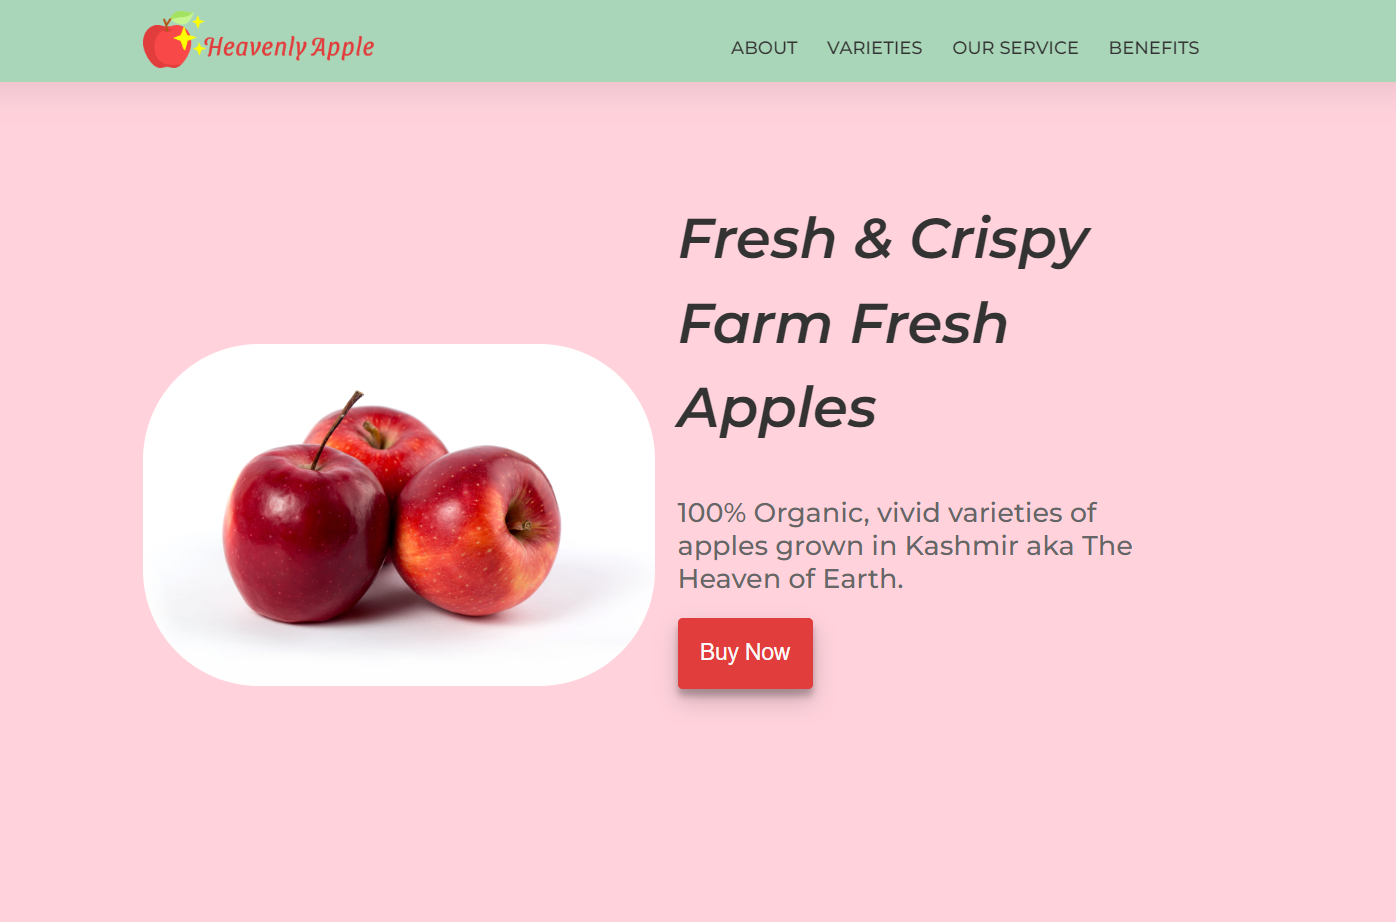 Heavenly Apple
ABOUT VARIETIES OUR SERVICE BENEFITS
Fresh & Crispy
Farm Fresh
Apples
100% Organic, vivid varieties of
apples grown in Kashmir aka The
Heaven of Earth.
Buy Now